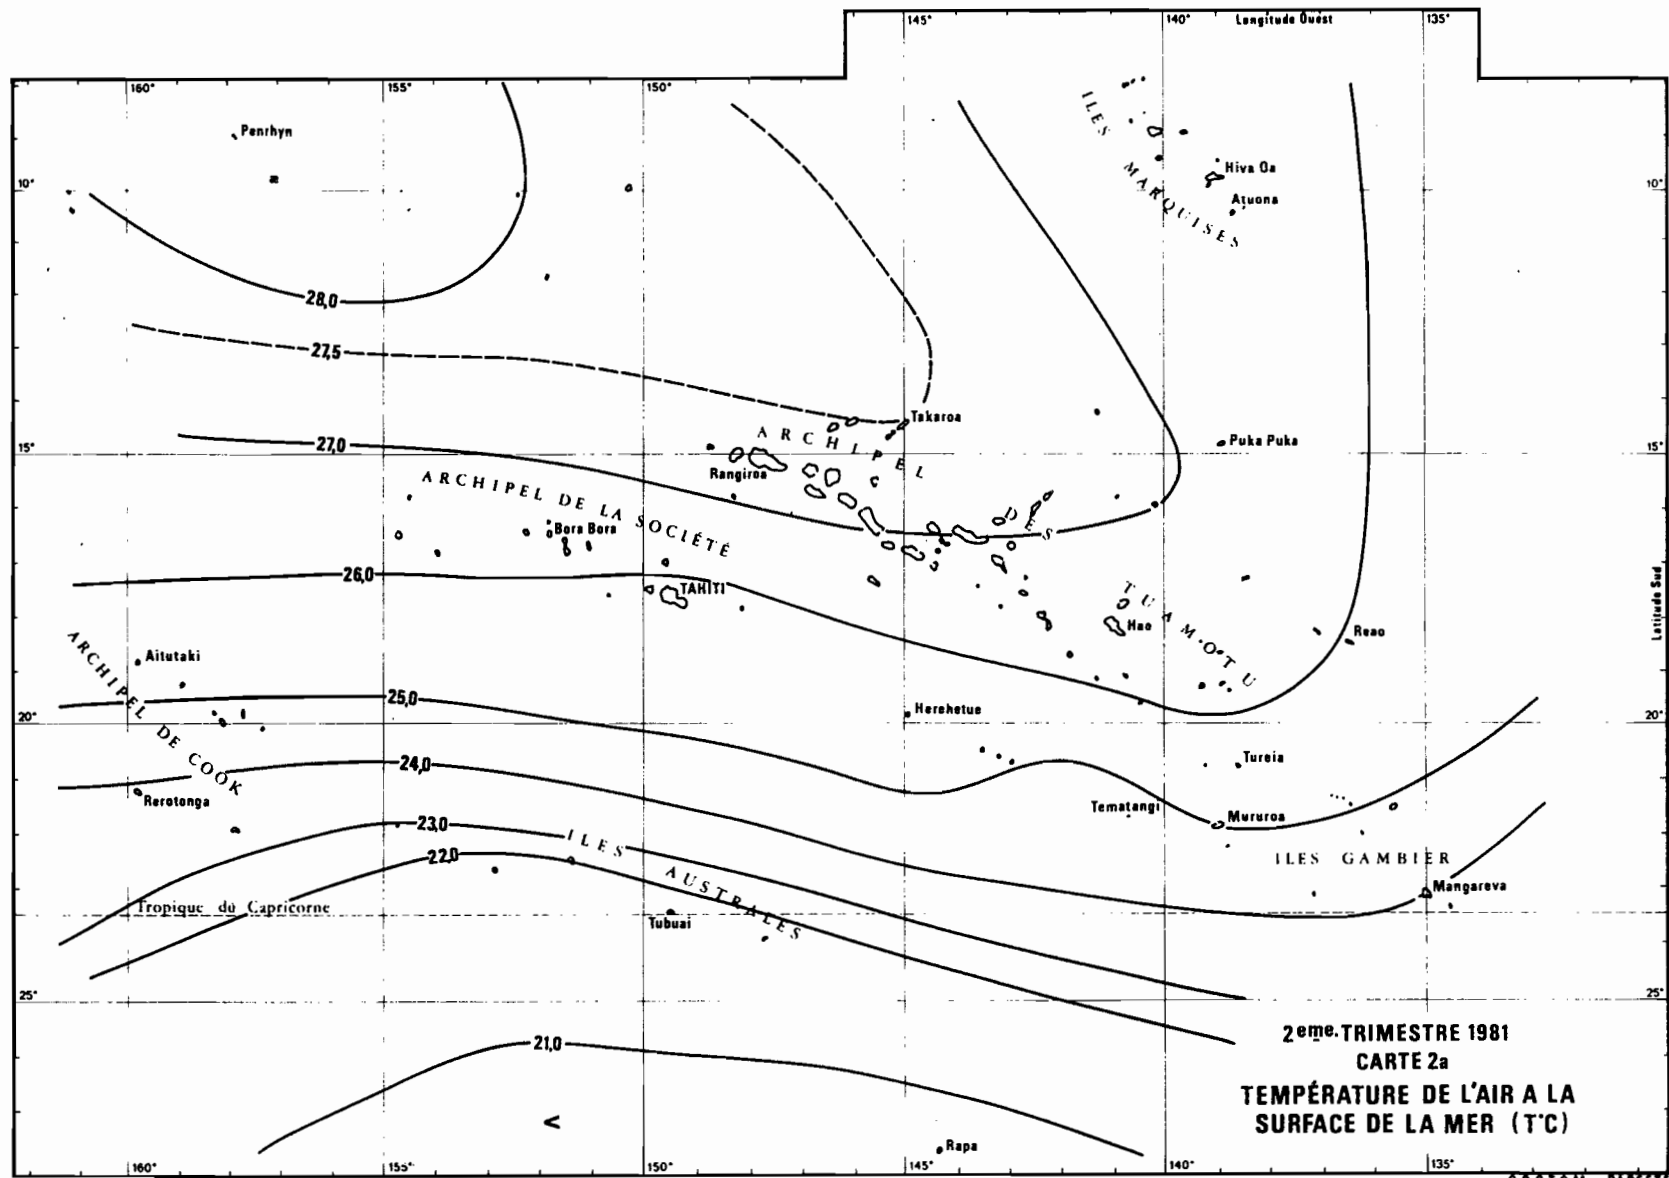 145° 140° Longitude Ouest 135°
160° 155° 150°
Penrhyn
ILES MARQUISES
Hiva Oa
Atuona
10° 10°
28,0
27,5
Takaroa
27,0
ARCHIPEL DES TUAMOTU
Puka Puka
15° 15°
Rangiroa
ARCHIPEL DE LA SOCIÉTÉ
Bora Bora
26,0
TAHITI
Hao
Reao
Latitude Sud
ARCHIPEL DE COOK
Aitutaki
25,0
Herehetue
20° 20°
24,0
Tureia
Rerotonga
Tematangi
Mururoa
23,0
22,0
ILES AUSTRALES
ILES GAMBIER
Mangareva
Tropique du Capricorne
Tubuai
25° 25°
21,0
2eme. TRIMESTRE 1981
CARTE 2a
TEMPÉRATURE DE L'AIR A LA
SURFACE DE LA MER (T°C)
Rapa
160° 155° 150° 145° 140° 135°